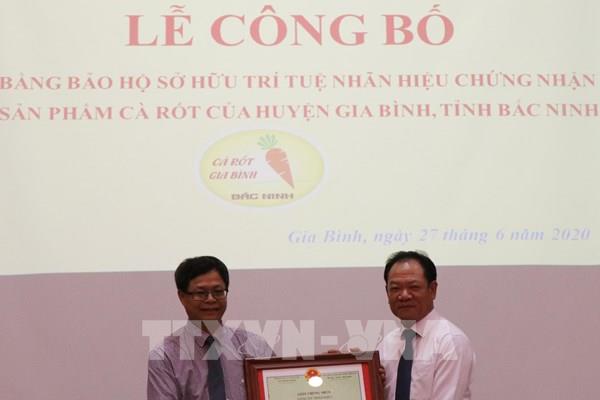 LỄ CÔNG BỐ
BẰNG BẢO HỘ SỞ HỮU TRÍ TUỆ NHÃN HIỆU CHỨNG NHẬN
SẢN PHẨM CÀ RỐT CỦA HUYỆN GIA BÌNH, TỈNH BẮC NINH
CÀ RỐT
GIA BÌNH
BẮC NINH
Gia Bình, ngày 27 tháng 6 năm 2020
TTXVN-VNA